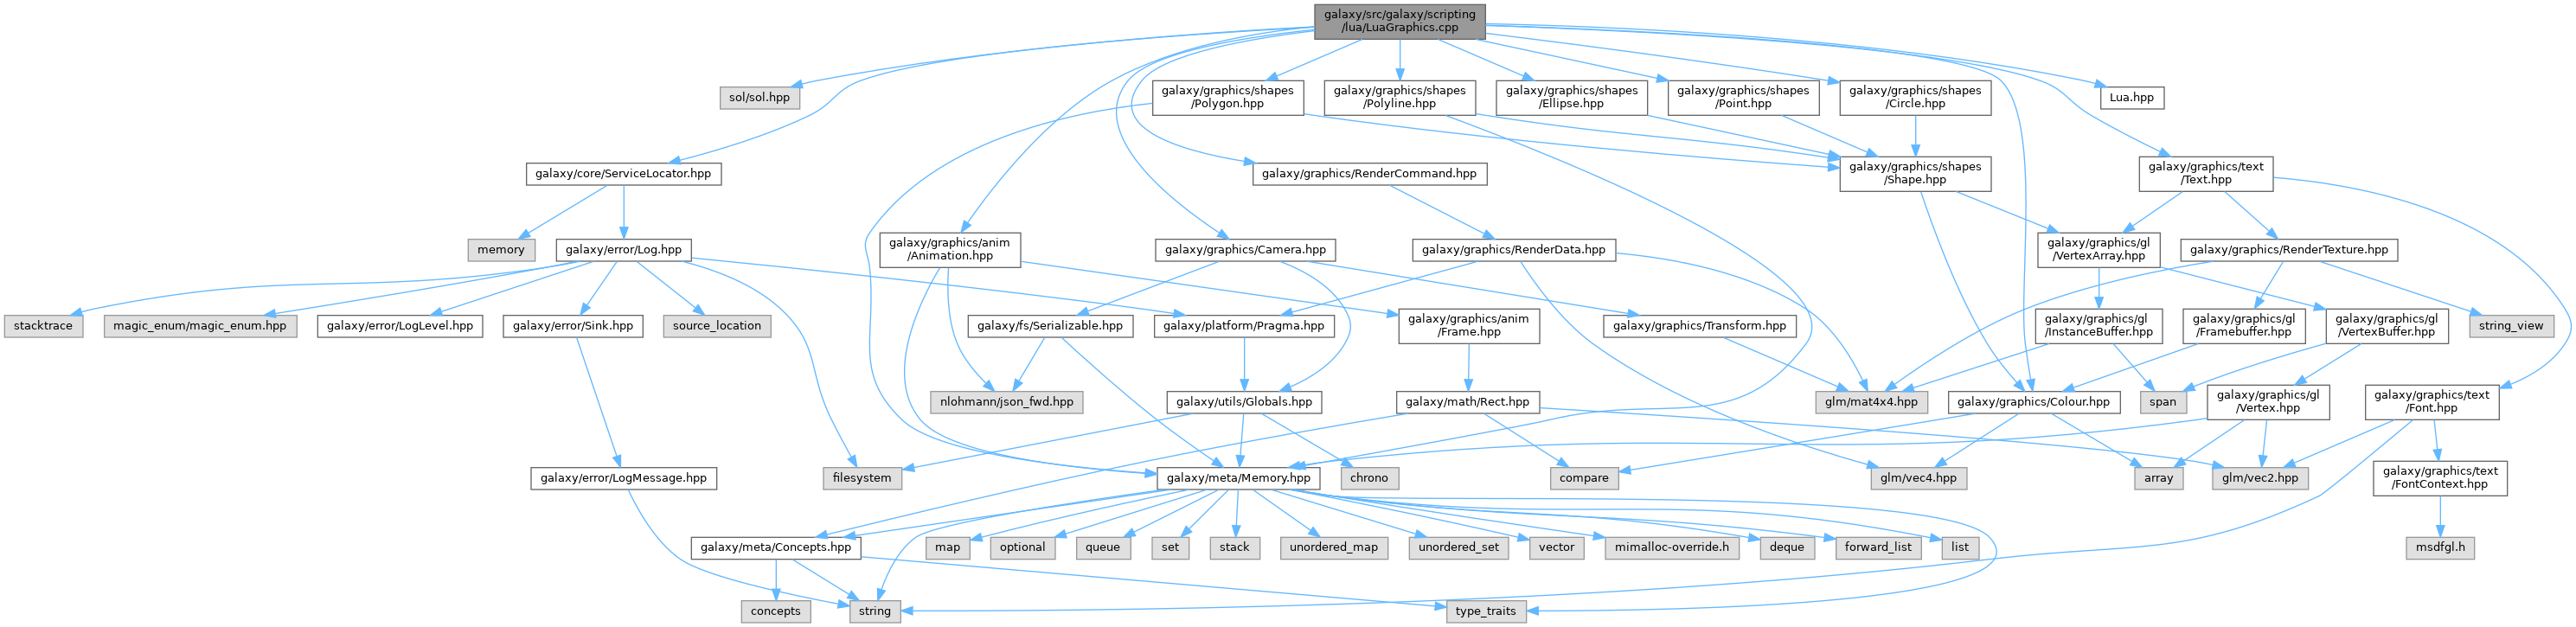 galaxy/src/galaxy/scripting
/lua/LuaGraphics.cpp
sol/sol.hpp
galaxy/graphics/shapes
/Polygon.hpp
galaxy/graphics/shapes
/Polyline.hpp
galaxy/graphics/shapes
/Ellipse.hpp
galaxy/graphics/shapes
/Point.hpp
galaxy/graphics/shapes
/Circle.hpp
Lua.hpp
galaxy/core/ServiceLocator.hpp
galaxy/graphics/RenderCommand.hpp
galaxy/graphics/shapes
/Shape.hpp
galaxy/graphics/text
/Text.hpp
memory
galaxy/error/Log.hpp
galaxy/graphics/anim
/Animation.hpp
galaxy/graphics/Camera.hpp
galaxy/graphics/RenderData.hpp
galaxy/graphics/gl
/VertexArray.hpp
galaxy/graphics/RenderTexture.hpp
stacktrace
magic_enum/magic_enum.hpp
galaxy/error/LogLevel.hpp
galaxy/error/Sink.hpp
source_location
galaxy/fs/Serializable.hpp
galaxy/platform/Pragma.hpp
galaxy/graphics/anim
/Frame.hpp
galaxy/graphics/Transform.hpp
galaxy/graphics/gl
/InstanceBuffer.hpp
galaxy/graphics/gl
/Framebuffer.hpp
galaxy/graphics/gl
/VertexBuffer.hpp
string_view
nlohmann/json_fwd.hpp
galaxy/utils/Globals.hpp
galaxy/math/Rect.hpp
glm/mat4x4.hpp
galaxy/graphics/Colour.hpp
span
galaxy/graphics/gl
/Vertex.hpp
galaxy/graphics/text
/Font.hpp
galaxy/error/LogMessage.hpp
filesystem
galaxy/meta/Memory.hpp
chrono
compare
glm/vec4.hpp
array
glm/vec2.hpp
galaxy/graphics/text
/FontContext.hpp
galaxy/meta/Concepts.hpp
map
optional
queue
set
stack
unordered_map
unordered_set
vector
mimalloc-override.h
deque
forward_list
list
msdfgl.h
concepts
string
type_traits